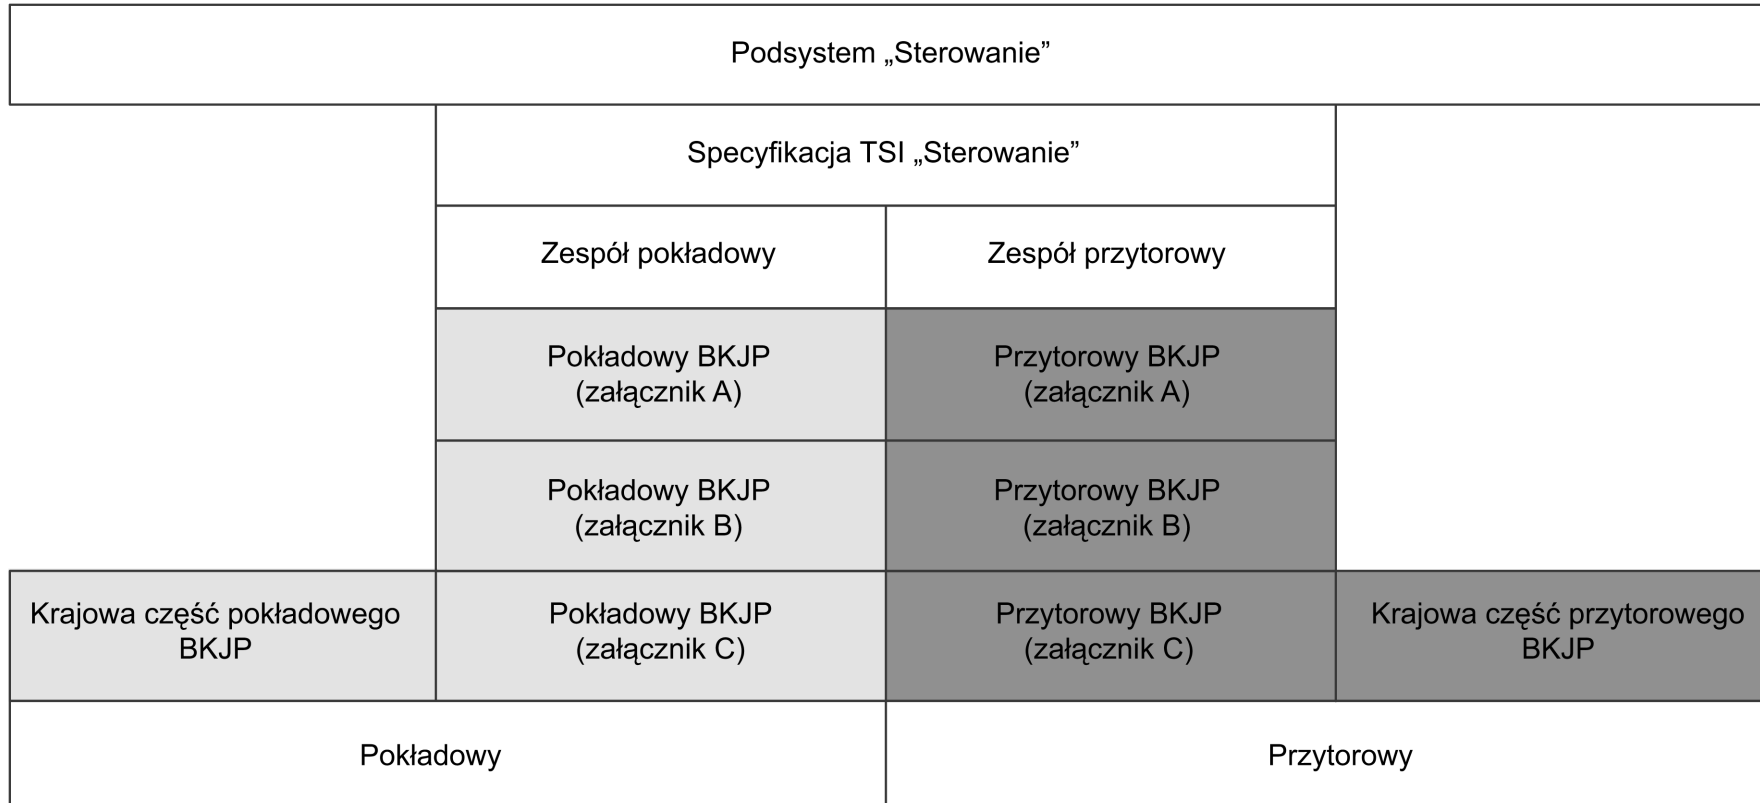 Podsystem „Sterowanie”
Specyfikacja TSI „Sterowanie”
Zespół pokładowy
Zespół przytorowy
Pokładowy BKJP
(załącznik A)
Przytorowy BKJP
(załącznik A)
Pokładowy BKJP
(załącznik B)
Przytorowy BKJP
(załącznik B)
Krajowa część pokładowego
BKJP
Pokładowy BKJP
(załącznik C)
Przytorowy BKJP
(załącznik C)
Krajowa część przytorowego
BKJP
Pokładowy
Przytorowy